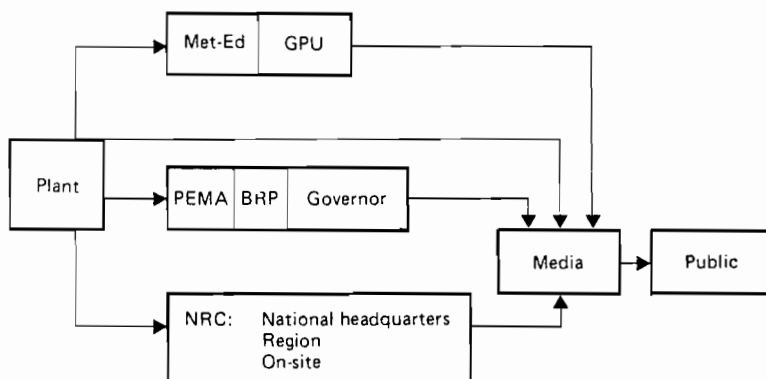 Met-Ed GPU
Plant
PEMA BRP Governor
Media
Public
NRC: National headquarters
Region
On-site